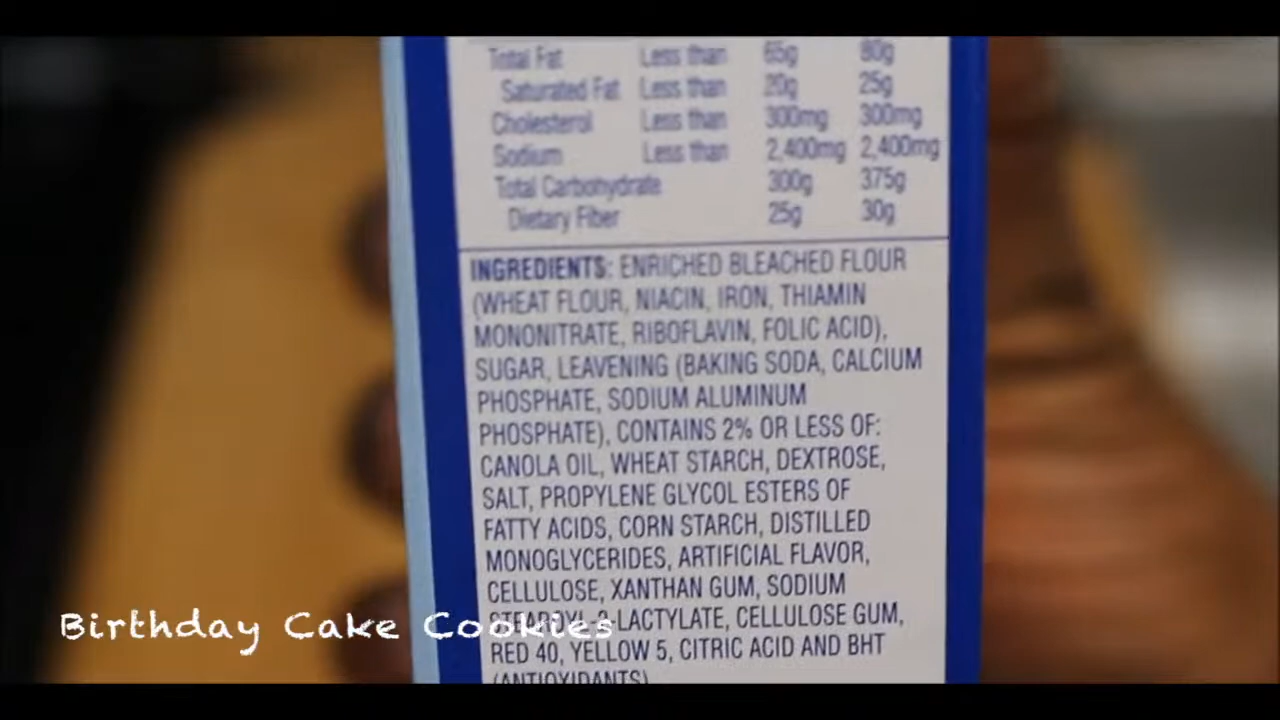 Total Fat Less than 65g 80g
Saturated Fat Less than 20g 25g
Cholesterol Less than 300mg 300mg
Sodium Less than 2,400mg 2,400mg
Total Carbohydrate 300g 375g
Dietary Fiber 25g 30g
INGREDIENTS: ENRICHED BLEACHED FLOUR
(WHEAT FLOUR, NIACIN, IRON, THIAMIN
MONONITRATE, RIBOFLAVIN, FOLIC ACID),
SUGAR, LEAVENING (BAKING SODA, CALCIUM
PHOSPHATE, SODIUM ALUMINUM
PHOSPHATE), CONTAINS 2% OR LESS OF:
CANOLA OIL, WHEAT STARCH, DEXTROSE,
SALT, PROPYLENE GLYCOL ESTERS OF
FATTY ACIDS, CORN STARCH, DISTILLED
MONOGLYCERIDES, ARTIFICIAL FLAVOR,
CELLULOSE, XANTHAN GUM, SODIUM
STEAROYL 2-LACTYLATE, CELLULOSE GUM,
RED 40, YELLOW 5, CITRIC ACID AND BHT
(ANTIOXIDANTS)
Birthday Cake Cookies